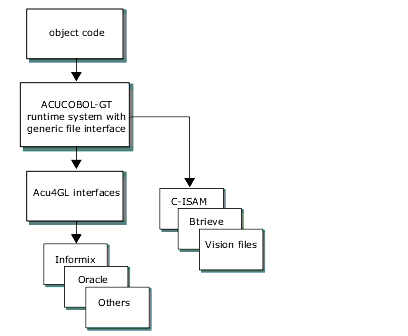 object code
ACUCOBOL-GT
runtime system with
generic file interface
Acu4GL interfaces
C-ISAM
Btrieve
Vision files
Informix
Oracle
Others